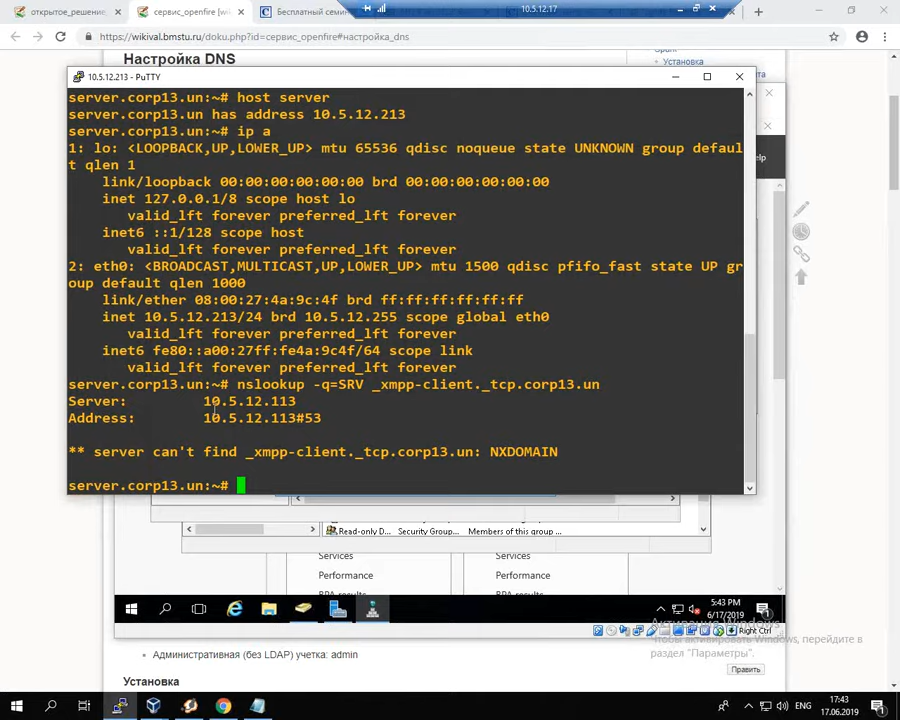 открытое_решение
сервис_openfire [wik
Бесплатный семин
10.5.12.17
https://wikival.bmstu.ru/doku.php?id=сервис_openfire#настройка_dns
Настройка DNS
Установка
10.5.12.213 - PuTTY
server.corp13.un:~# host server
server.corp13.un has address 10.5.12.213
server.corp13.un:~# ip a
1: lo: <LOOPBACK,UP,LOWER_UP> mtu 65536 qdisc noqueue state UNKNOWN group defaul
t qlen 1
link/loopback 00:00:00:00:00:00 brd 00:00:00:00:00:00
inet 127.0.0.1/8 scope host lo
valid_lft forever preferred_lft forever
inet6 ::1/128 scope host
valid_lft forever preferred_lft forever
2: eth0: <BROADCAST,MULTICAST,UP,LOWER_UP> mtu 1500 qdisc pfifo_fast state UP gr
oup default qlen 1000
link/ether 08:00:27:4a:9c:4f brd ff:ff:ff:ff:ff:ff
inet 10.5.12.213/24 brd 10.5.12.255 scope global eth0
valid_lft forever preferred_lft forever
inet6 fe80::a00:27ff:fe4a:9c4f/64 scope link
valid_lft forever preferred_lft forever
server.corp13.un:~# nslookup -q=SRV _xmpp-client._tcp.corp13.un
Server: 10.5.12.113
Address: 10.5.12.113#53
** server can't find _xmpp-client._tcp.corp13.un: NXDOMAIN
server.corp13.un:~#
Read-only D... Security Group... Members of this group ...
Services Services
Performance Performance
5:43 PM
6/17/2019
Right Ctrl
Активация Windows
Чтобы активировать Windows, перейдите в
раздел "Параметры".
Административная (без LDAP) учетка: admin
Править
Установка
ENG
17:43
17.06.2019